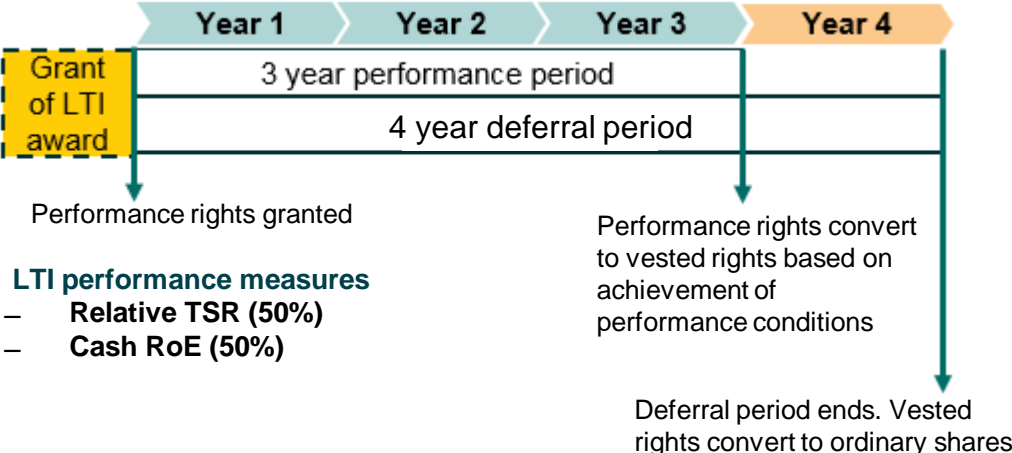 Year 1 Year 2 Year 3 Year 4
Grant
of LTI
award
3 year performance period
4 year deferral period
Performance rights granted
LTI performance measures
– Relative TSR (50%)
– Cash RoE (50%)
Performance rights convert
to vested rights based on
achievement of
performance conditions
Deferral period ends. Vested
rights convert to ordinary shares